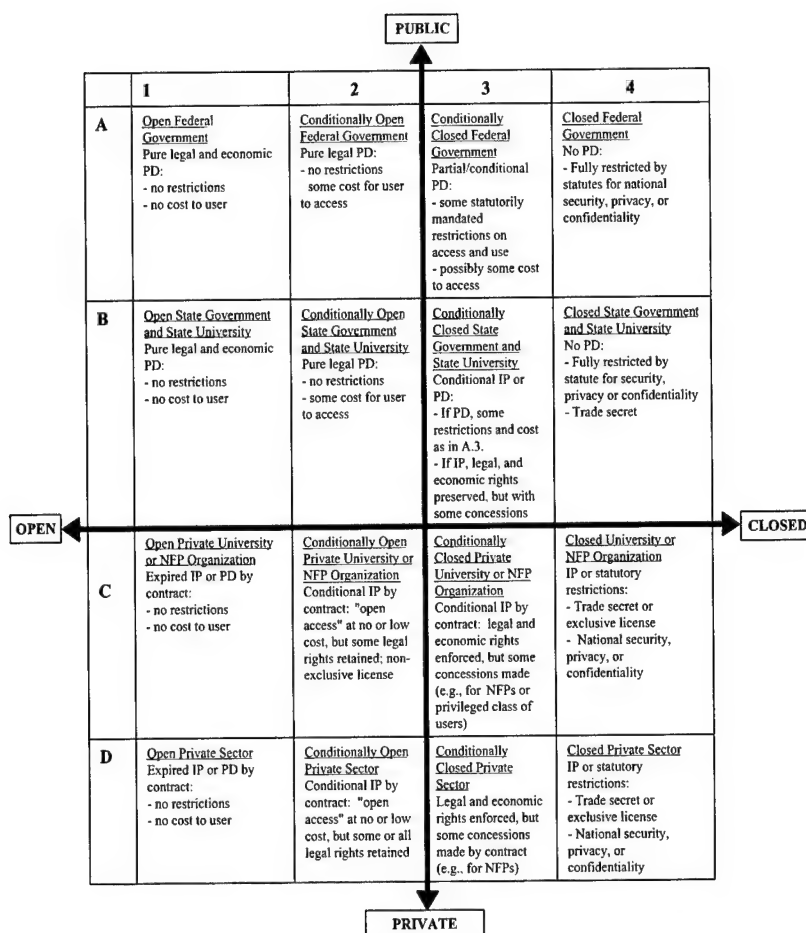 PUBLIC
1
2
3
4
A
Open Federal
Government
Pure legal and economic
PD:
- no restrictions
- no cost to user
Conditionally Open
Federal Government
Pure legal PD:
- no restrictions
some cost for user
to access
Conditionally
Closed Federal
Government
Partial/conditional
PD:
- some statutorily
mandated
restrictions on
access and use
- possibly some cost
to access
Closed Federal
Government
No PD:
- Fully restricted by
statutes for national
security, privacy, or
confidentiality
B
Open State Government
and State University
Pure legal and economic
PD:
- no restrictions
- no cost to user
Conditionally Open
State Government
and State University
Pure legal PD:
- no restrictions
- some cost for user
to access
Conditionally
Closed State
Government and
State University
Conditional IP or
PD:
- If PD, some
restrictions and cost
as in A.3.
- If IP, legal, and
economic rights
preserved, but with
some concessions
Closed State Government
and State University
No PD:
- Fully restricted by
statute for security,
privacy or confidentiality
- Trade secret
OPEN
CLOSED
C
Open Private University
or NFP Organization
Expired IP or PD by
contract:
- no restrictions
- no cost to user
Conditionally Open
Private University or
NFP Organization
Conditional IP by
contract: "open
access" at no or low
cost, but some legal
rights retained; non-
exclusive license
Conditionally
Closed Private
University or NFP
Organization
Conditional IP by
contract: legal and
economic rights
enforced, but some
concessions made
(e.g., for NFPs or
privileged class of
users)
Closed University or
NFP Organization
IP or statutory
restrictions:
- Trade secret or
exclusive license
- National security,
privacy, or
confidentiality
D
Open Private Sector
Expired IP or PD by
contract:
- no restrictions
- no cost to user
Conditionally Open
Private Sector
Conditional IP by
contract: "open
access" at no or low
cost, but some or all
legal rights retained
Conditionally
Closed Private
Sector
Legal and economic
rights enforced, but
some concessions
made by contract
(e.g., for NFPs)
Closed Private Sector
IP or statutory
restrictions:
- Trade secret or
exclusive license
- National security,
privacy, or
confidentiality
PRIVATE